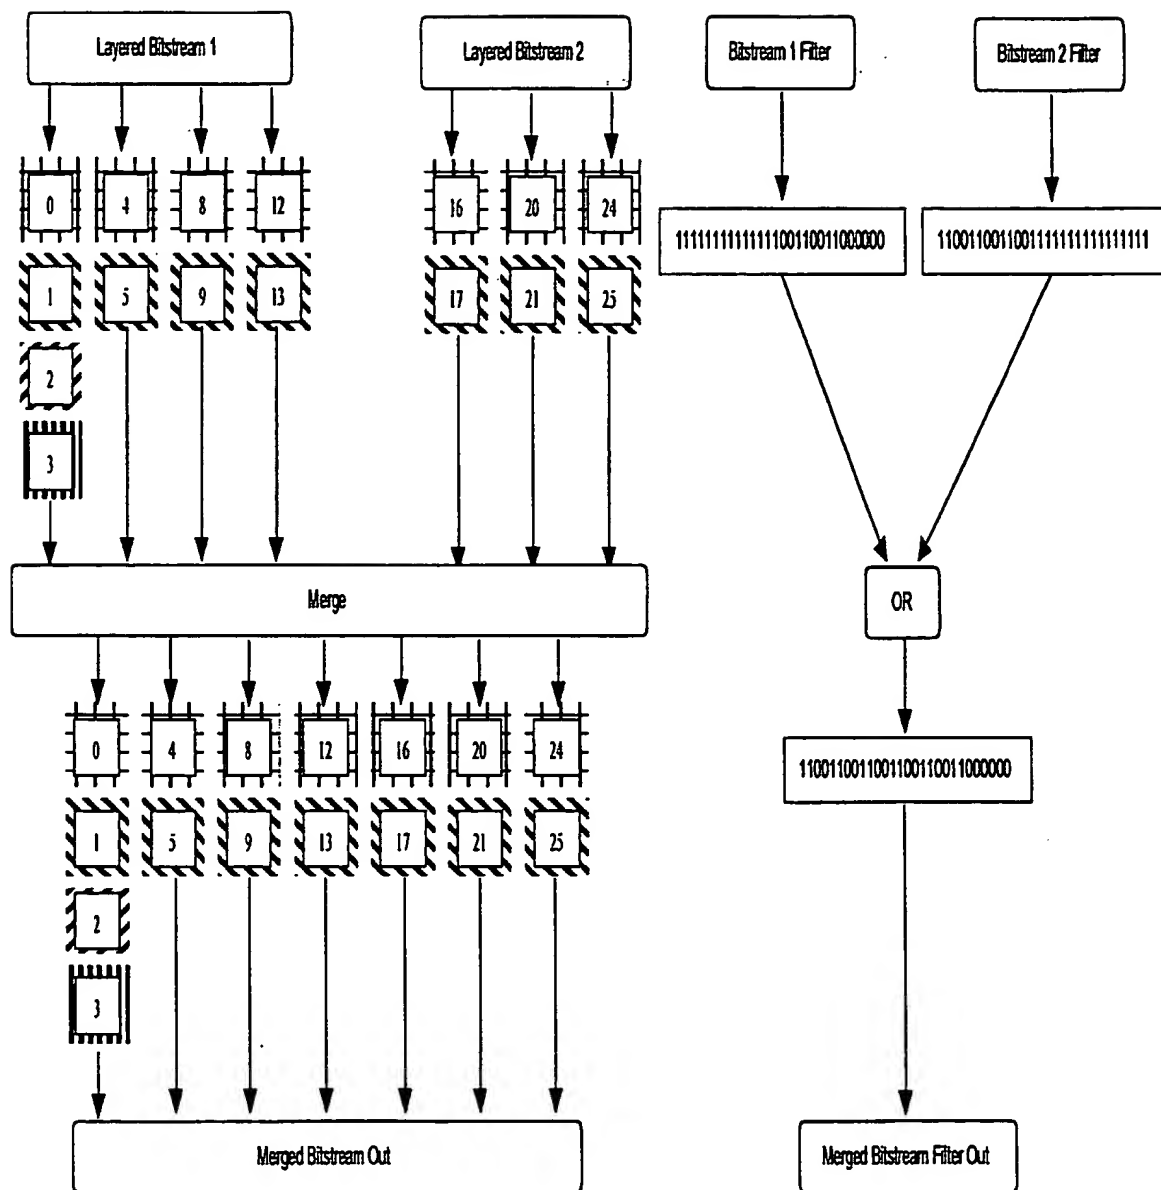 Layered Bitstream 1
Layered Bitstream 2
Bitstream 1 Filter
Bitstream 2 Filter
0 4 8 12
16 20 24
1111111111111100110011000000
1100110011001111111111111111
1 5 9 13
17 21 25
2
3
Merge
OR
0 4 8 12 16 20 24
1100110011001100110011000000
1 5 9 13 17 21 25
2
3
Merged Bitstream Out
Merged Bitstream Filter Out